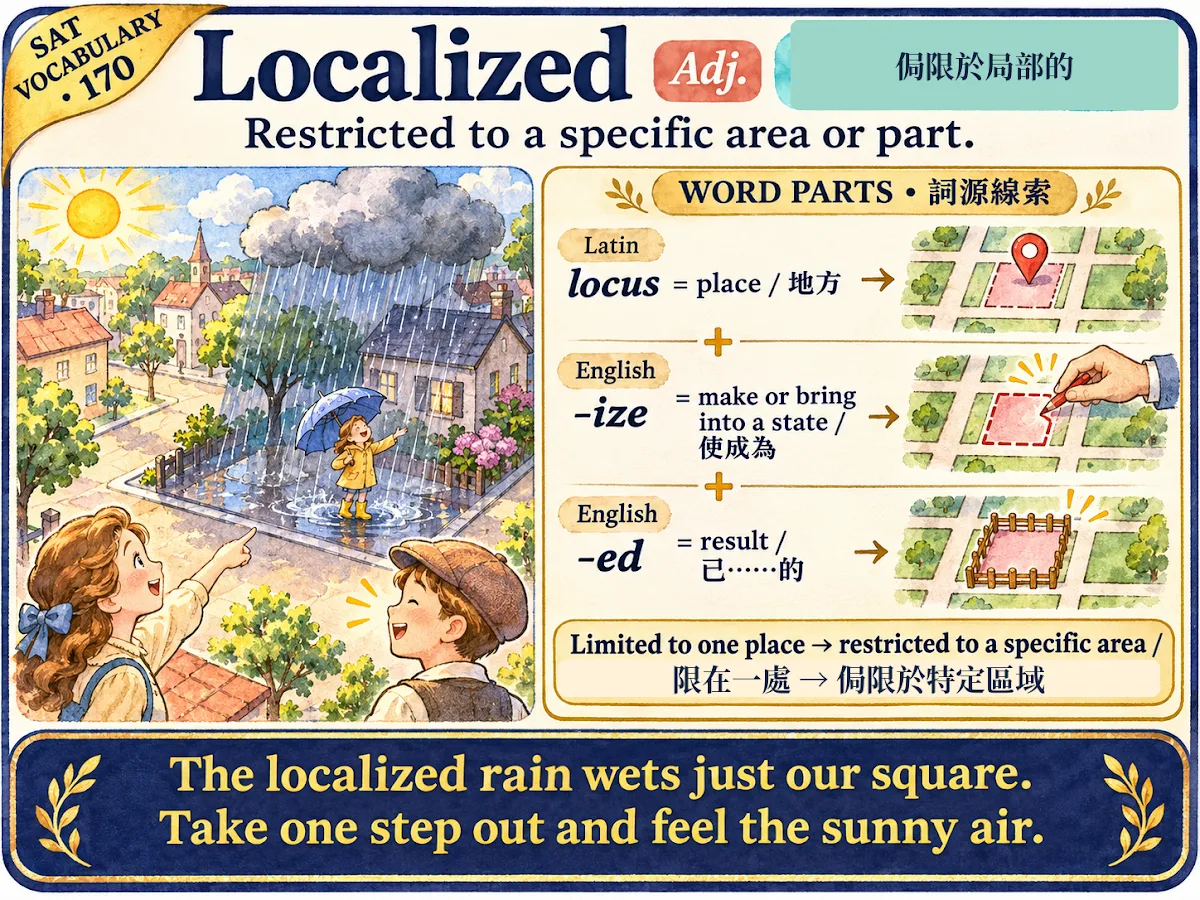 SAT
VOCABULARY
· 170
Localized
Adj.
侷限於局部的
Restricted to a specific area or part.
WORD PARTS • 詞源線索
Latin
locus = place / 地方
+
English
-ize = make or bring
into a state /
使成為
+
English
-ed = result /
已……的
Limited to one place → restricted to a specific area /
限在一處 → 侷限於特定區域
The localized rain wets just our square.
Take one step out and feel the sunny air.